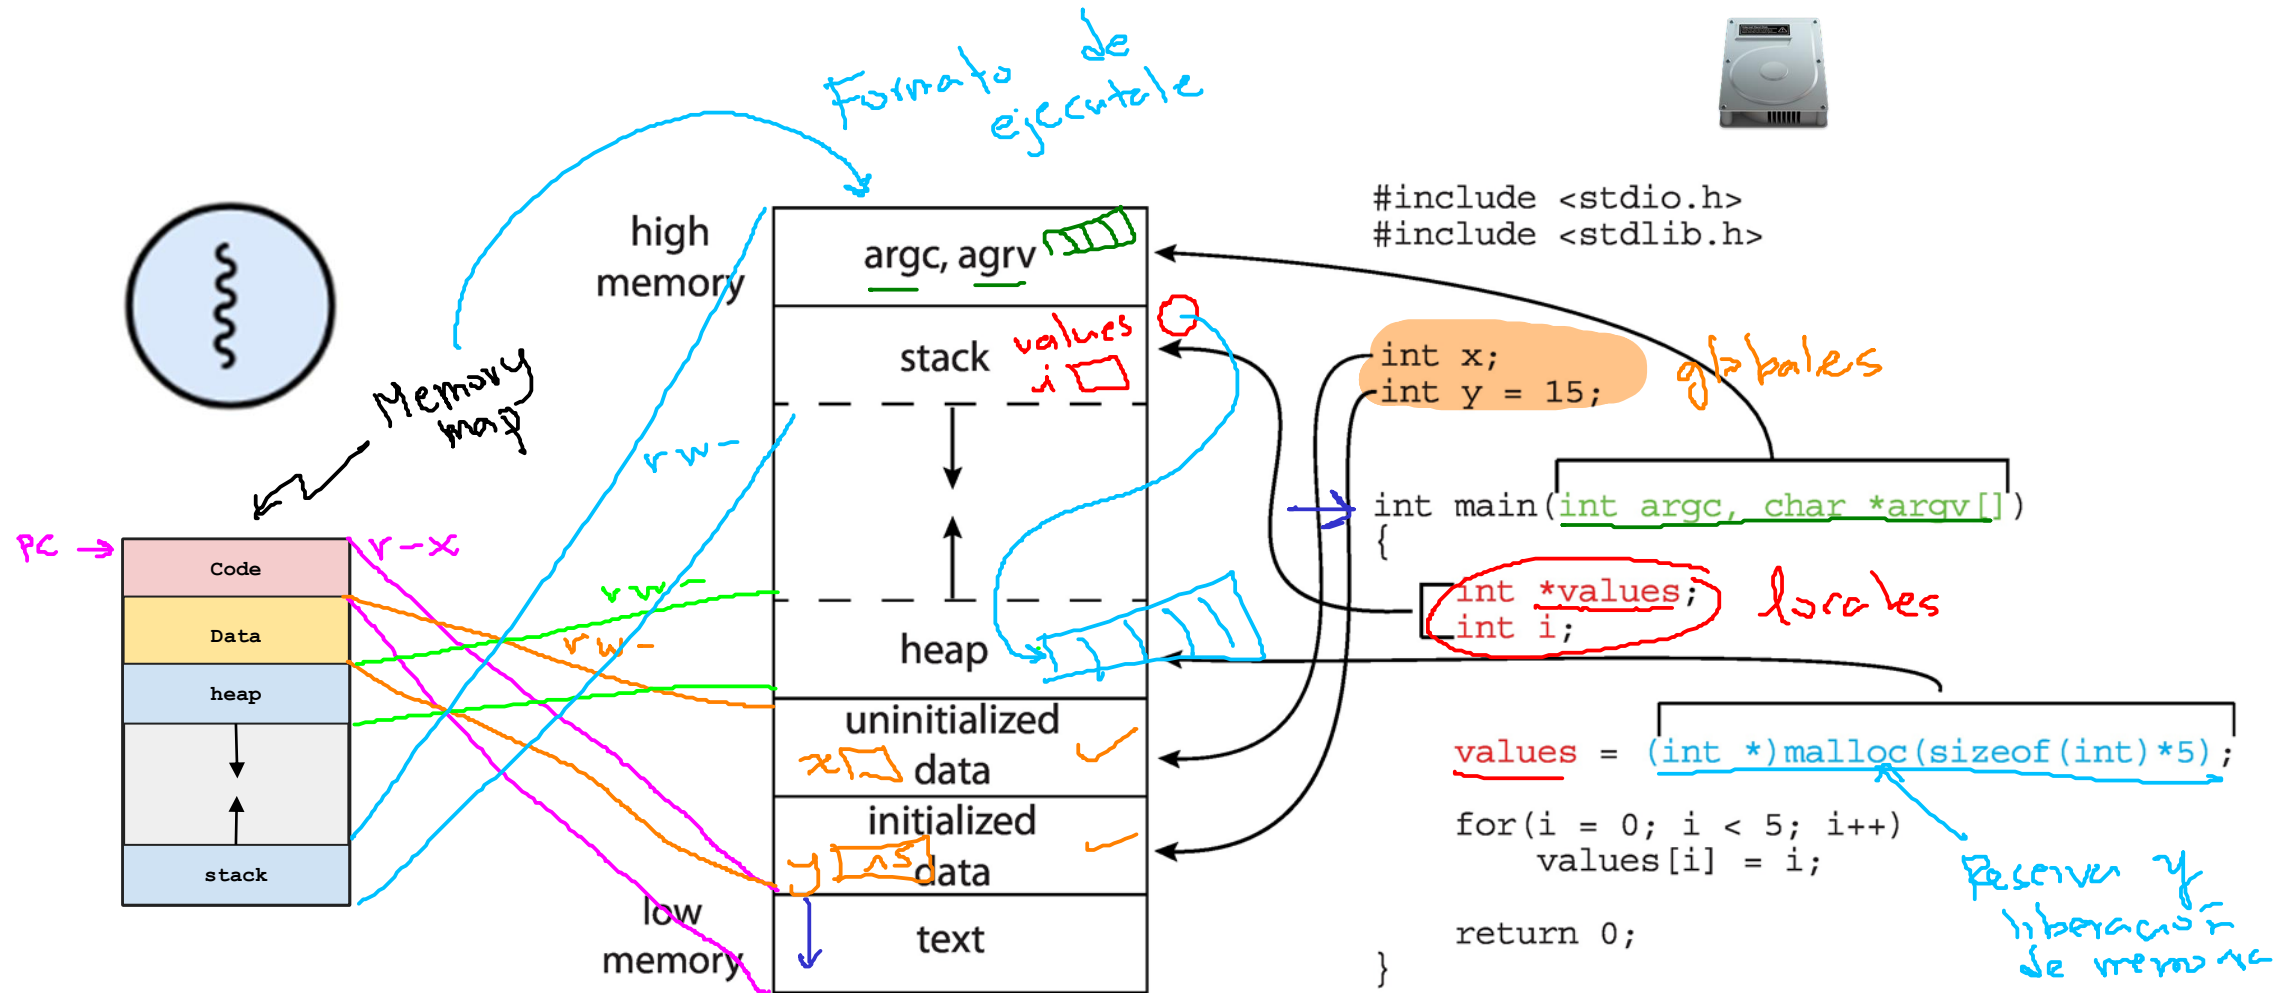 Formato de
ejecutale
high
memory
argc, agrv
stack
values
i
heap
uninitialized
data
x
initialized
data
y 15
low
memory
text
Memory
map
PC
r-x
rw-
rw-
rw-
Code
Data
heap
stack
#include <stdio.h>
#include <stdlib.h>
int x;
int y = 15;
globales
int main(int argc, char *argv[])
{
int *values;
int i;
locales
values = (int *)malloc(sizeof(int)*5);
for(i = 0; i < 5; i++)
values[i] = i;
return 0;
}
Reserva y
liberación
de memoria